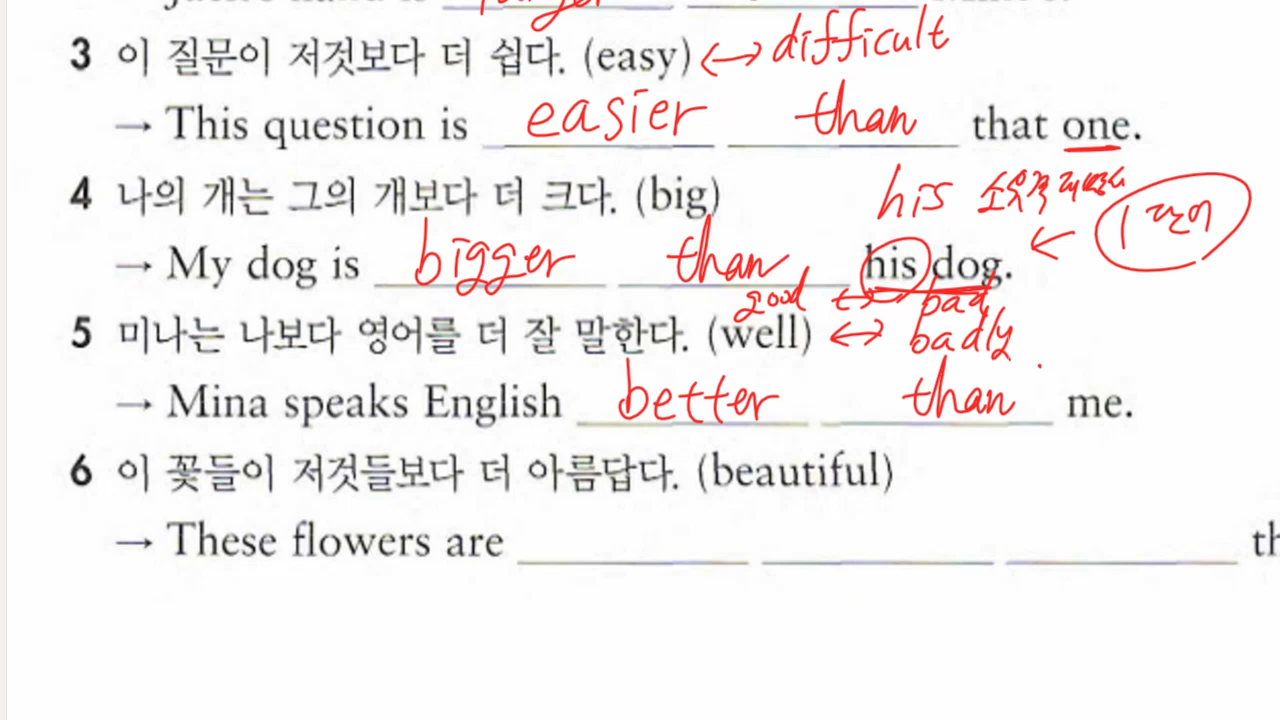 longer
3 이 질문이 저것보다 더 쉽다. (easy) ↔ difficult
→ This question is easier than that one.
4 나의 개는 그의 개보다 더 크다. (big) his 소유격
→ My dog is bigger than his dog. ← 1단어
good ↔ bad
5 미나는 나보다 영어를 더 잘 말한다. (well) ↔ badly
→ Mina speaks English better than me.
6 이 꽃들이 저것들보다 더 아름답다. (beautiful)
→ These flowers are